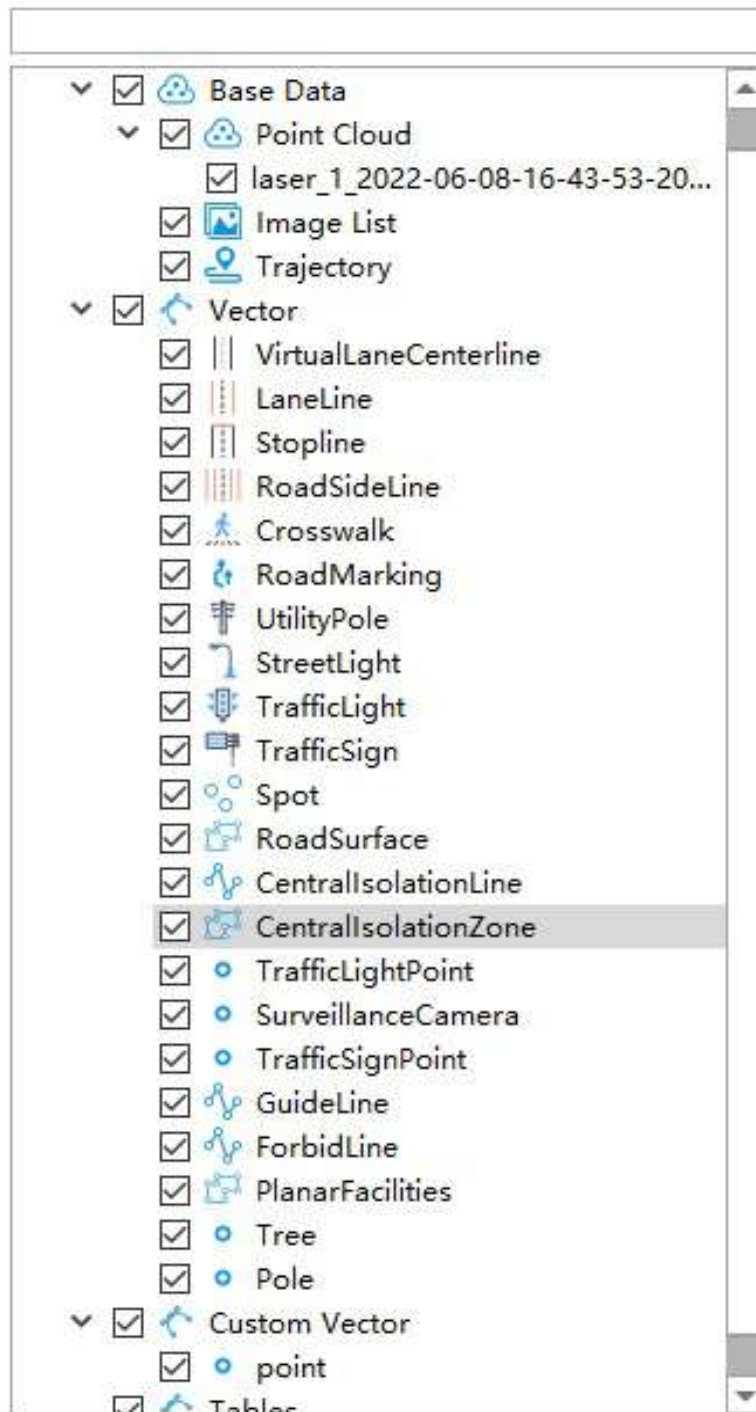 Base Data
Point Cloud
laser_1_2022-06-08-16-43-53-20...
Image List
Trajectory
Vector
VirtualLaneCenterline
LaneLine
Stopline
RoadSideLine
Crosswalk
RoadMarking
UtilityPole
StreetLight
TrafficLight
TrafficSign
Spot
RoadSurface
CentralIsolationLine
CentralIsolationZone
TrafficLightPoint
SurveillanceCamera
TrafficSignPoint
GuideLine
ForbidLine
PlanarFacilities
Tree
Pole
Custom Vector
point
Tables